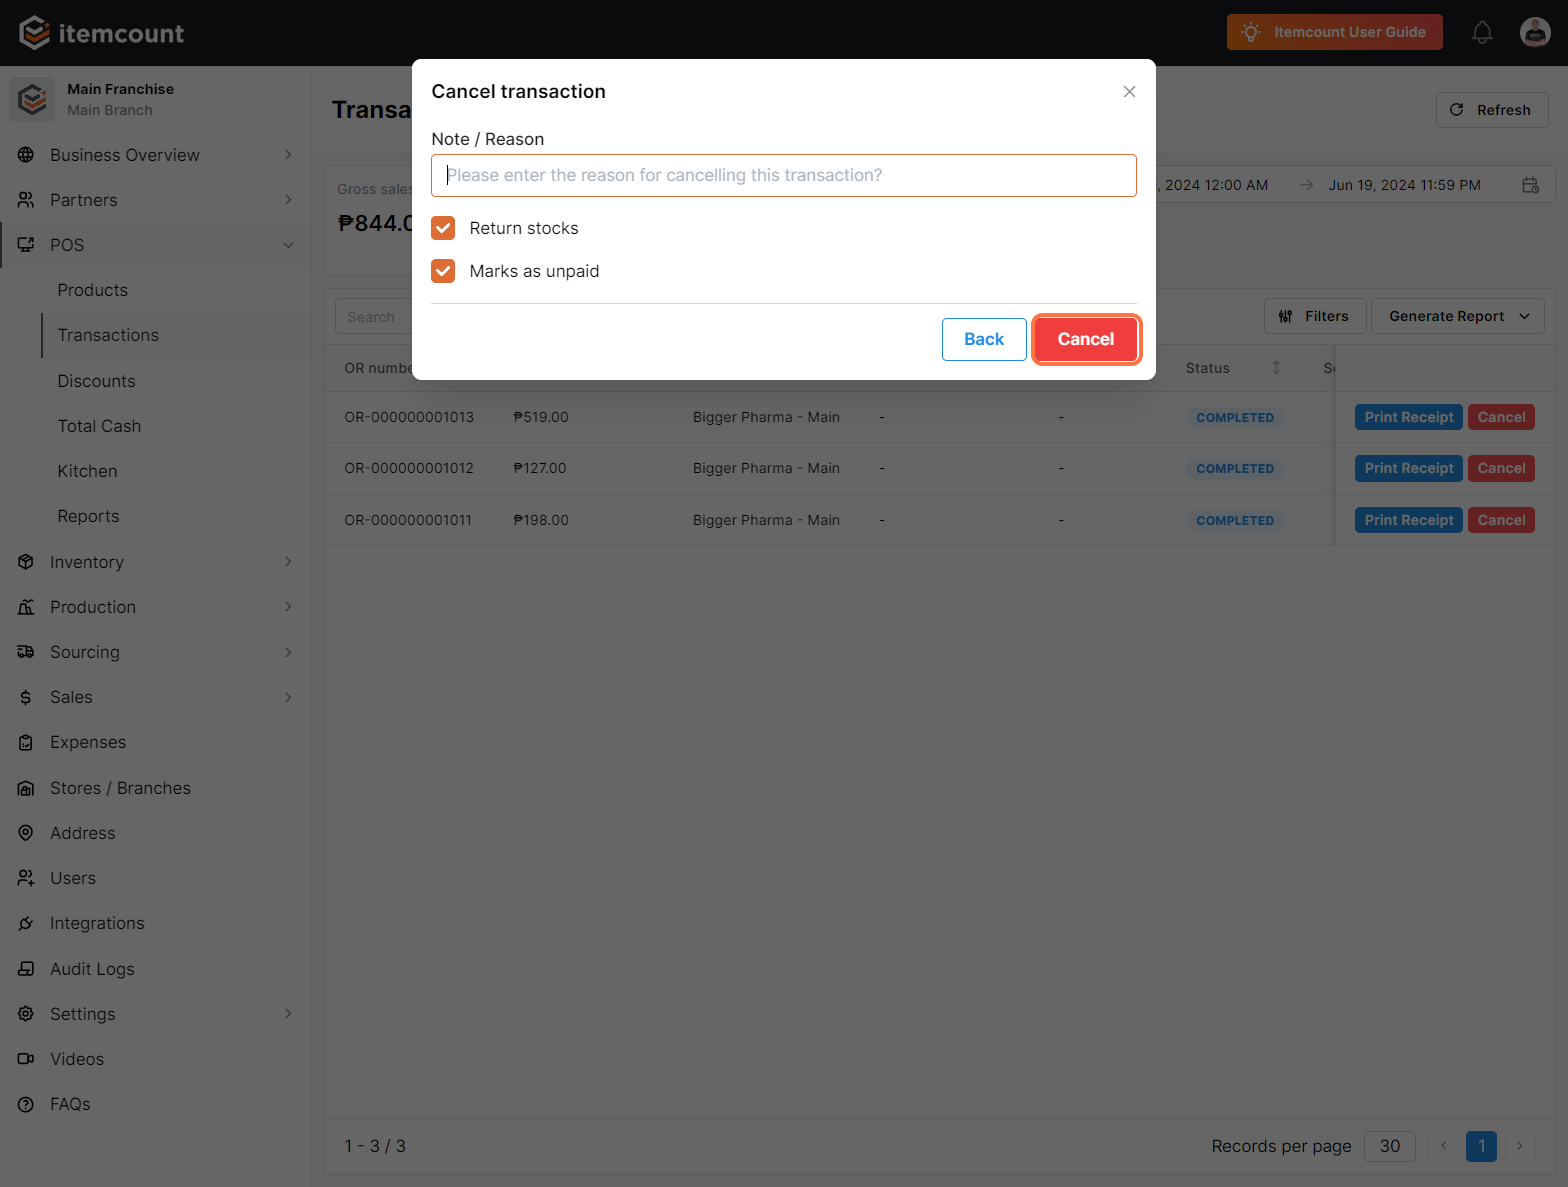 itemcount
Itemcount User Guide
Main Franchise
Main Branch
Business Overview
Partners
POS
Products
Transactions
Discounts
Total Cash
Kitchen
Reports
Inventory
Production
Sourcing
Sales
Expenses
Stores / Branches
Address
Users
Integrations
Audit Logs
Settings
Videos
FAQs
Transa
Refresh
Gross sales
₱844.0
, 2024 12:00 AM → Jun 19, 2024 11:59 PM
Cancel transaction
Note / Reason
Please enter the reason for cancelling this transaction?
Return stocks
Marks as unpaid
Back Cancel
Search
Filters Generate Report
OR numbe Status Se
OR-000000001013 ₱519.00 Bigger Pharma - Main - - COMPLETED Print Receipt Cancel
OR-000000001012 ₱127.00 Bigger Pharma - Main - - COMPLETED Print Receipt Cancel
OR-000000001011 ₱198.00 Bigger Pharma - Main - - COMPLETED Print Receipt Cancel
1 - 3 / 3 Records per page 30 < 1 >